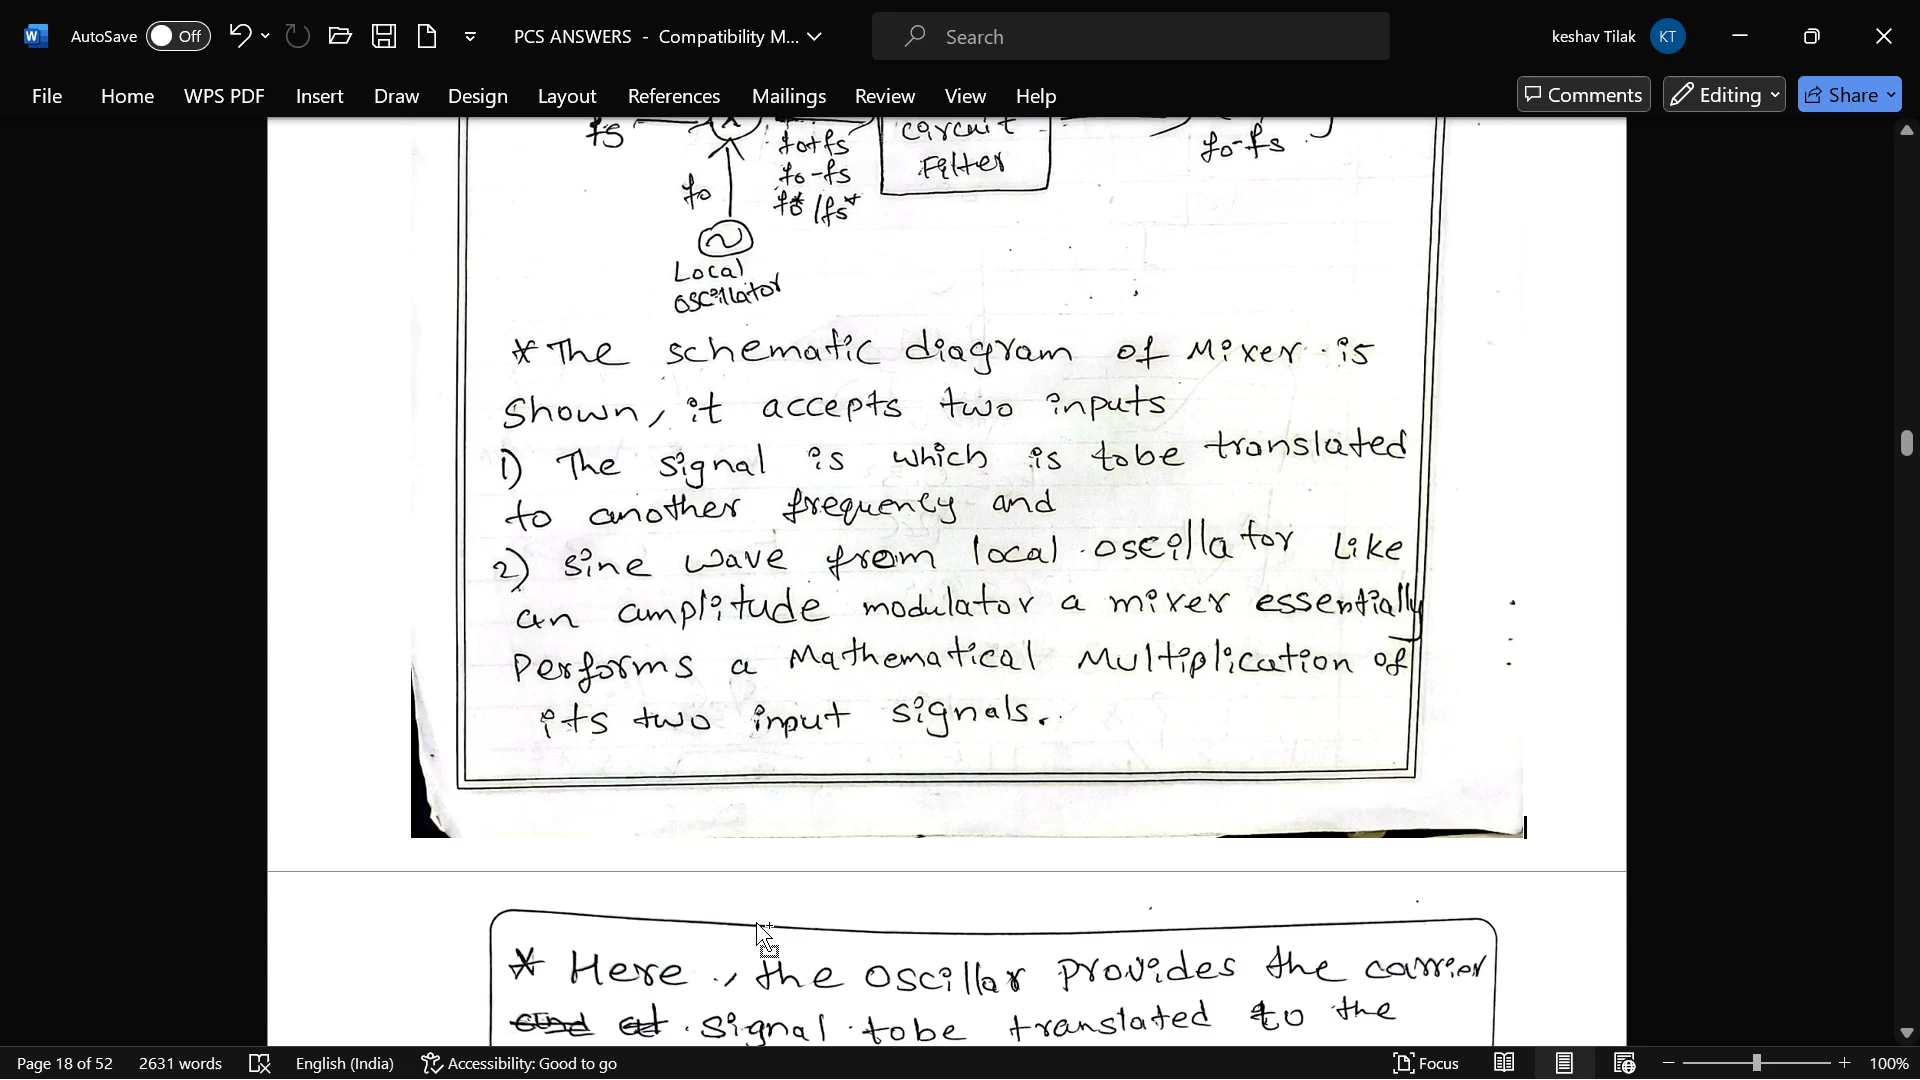 AutoSave Off PCS ANSWERS - Compatibility M... Search keshav Tilak KT
File Home WPS PDF Insert Draw Design Layout References Mailings Review View Help Comments Editing Share
fs fo+fs circuit fo-fs
fo-fs Filter
fo
Local
oscillator
* The schematic diagram of Mixer is
shown, it accepts two inputs
1) The signal is which is tobe translated
to another frequency and
2) sine wave from local oscillator Like
an amplitude modulator a mixer essentially
Performs a Mathematical Multiplication of
its two input signals.
* Here, the oscillar provides the carrier
signal tobe translated to the
Page 18 of 52 2631 words English (India) Accessibility: Good to go Focus 100%